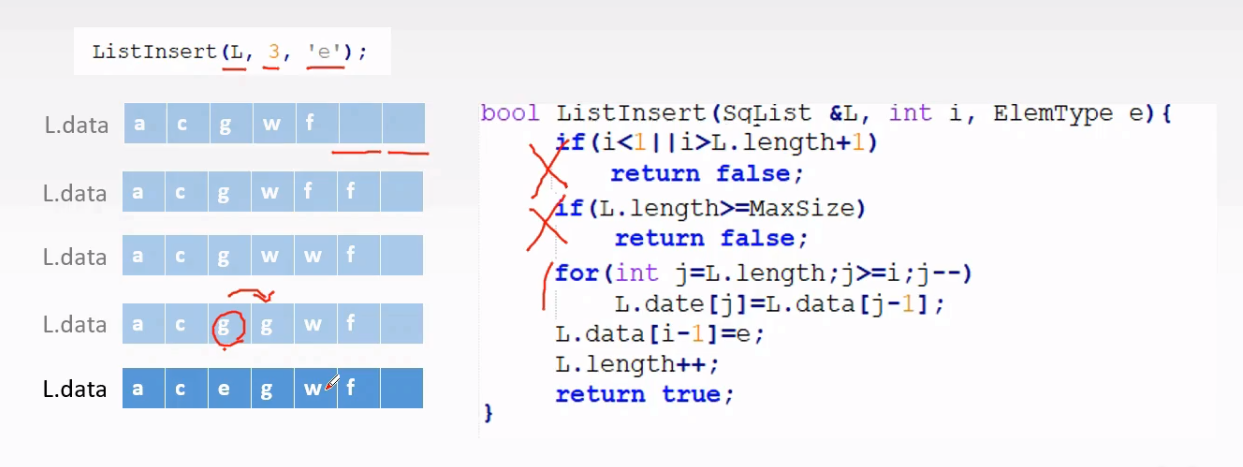 ListInsert(L, 3, 'e');
L.data a c g w f
L.data a c g w f f
L.data a c g w w f
L.data a c g g w f
L.data a c e g w f
bool ListInsert(SqList &L, int i, ElemType e){
if(i<1||i>L.length+1)
return false;
if(L.length>=MaxSize)
return false;
for(int j=L.length;j>=i;j--)
L.date[j]=L.data[j-1];
L.data[i-1]=e;
L.length++;
return true;
}